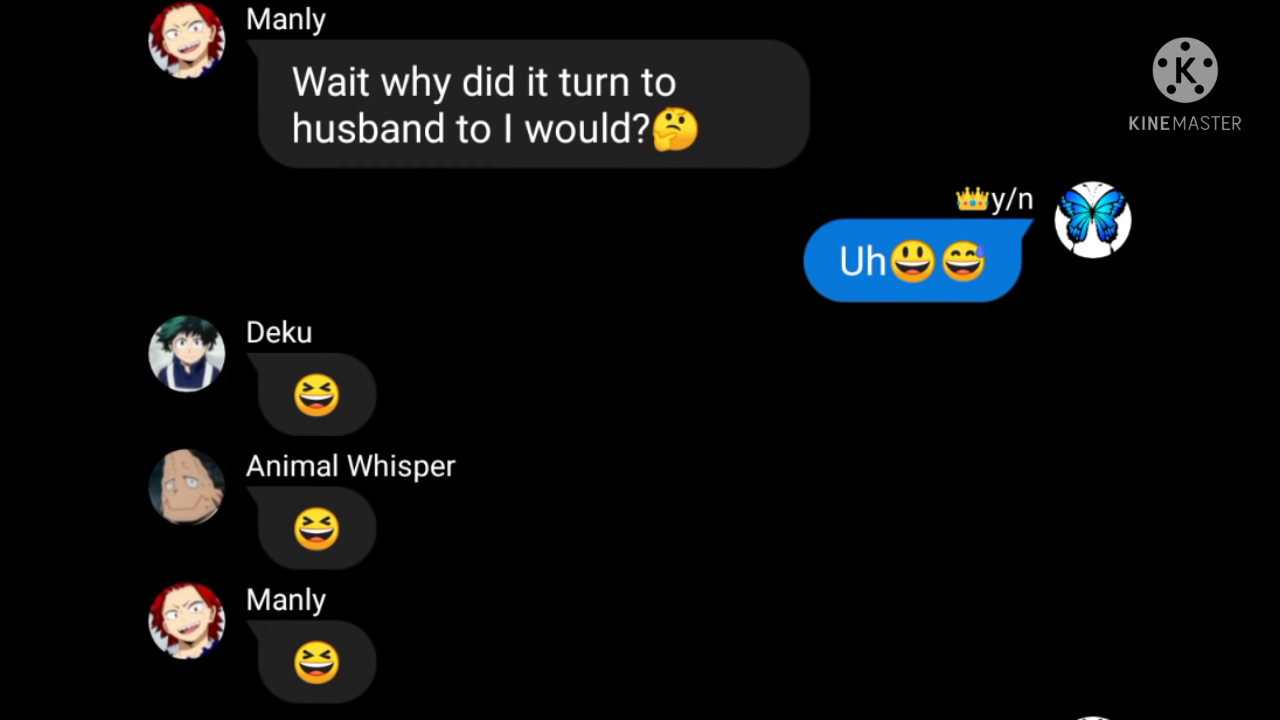 Manly
Wait why did it turn to
husband to I would?🤔
KINEMASTER
👑y/n
Uh😃😅
Deku
😆
Animal Whisper
😆
Manly
😆